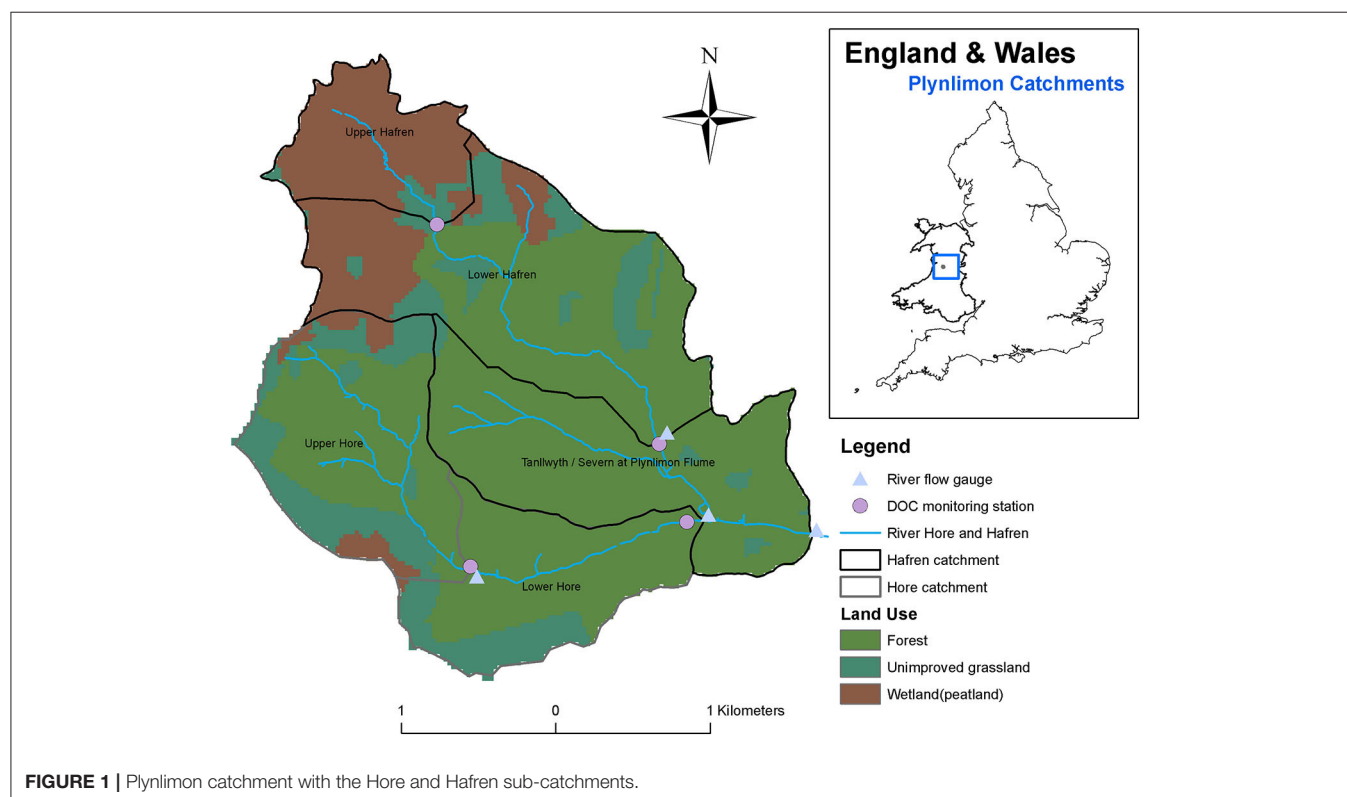 N
Upper Hafren
Lower Hafren
Upper Hore
Tanllwyth / Severn at Plynlimon Flume
Lower Hore
1 0 1 Kilometers
England & Wales
Plynlimon Catchments
Legend
River flow gauge
DOC monitoring station
River Hore and Hafren
Hafren catchment
Hore catchment
Land Use
Forest
Unimproved grassland
Wetland(peatland)
FIGURE 1 | Plynlimon catchment with the Hore and Hafren sub-catchments.